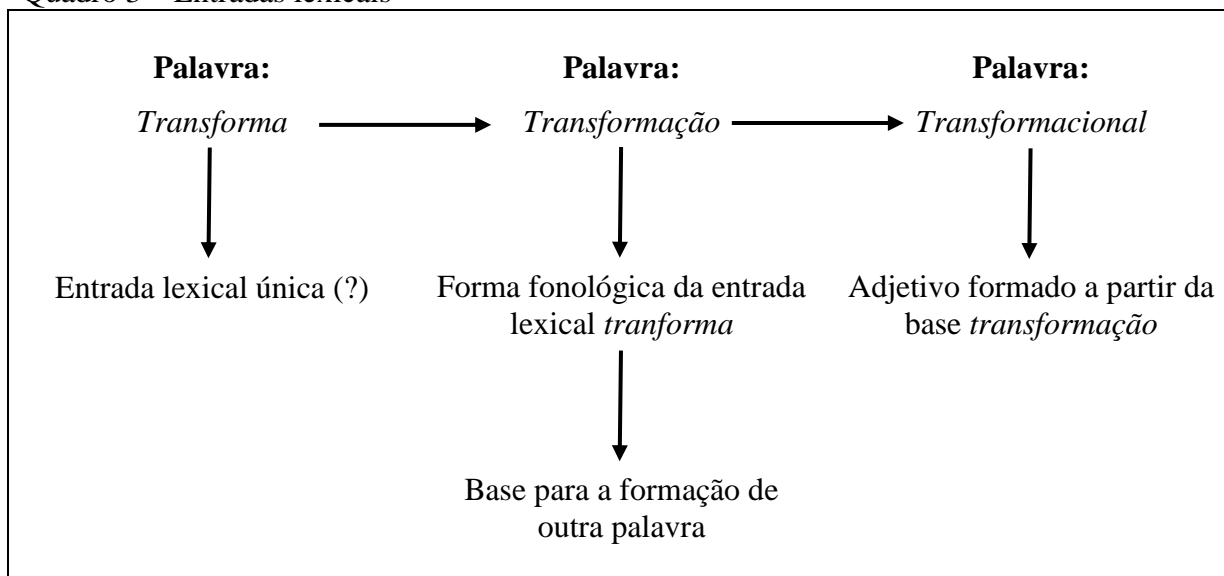 Quadro 3 – Entradas lexicais
Palavra: Palavra: Palavra:
Transforma Transformação Transformacional
Entrada lexical única (?) Forma fonológica da entrada Adjetivo formado a partir da
lexical tranforma base transformação
Base para a formação de
outra palavra